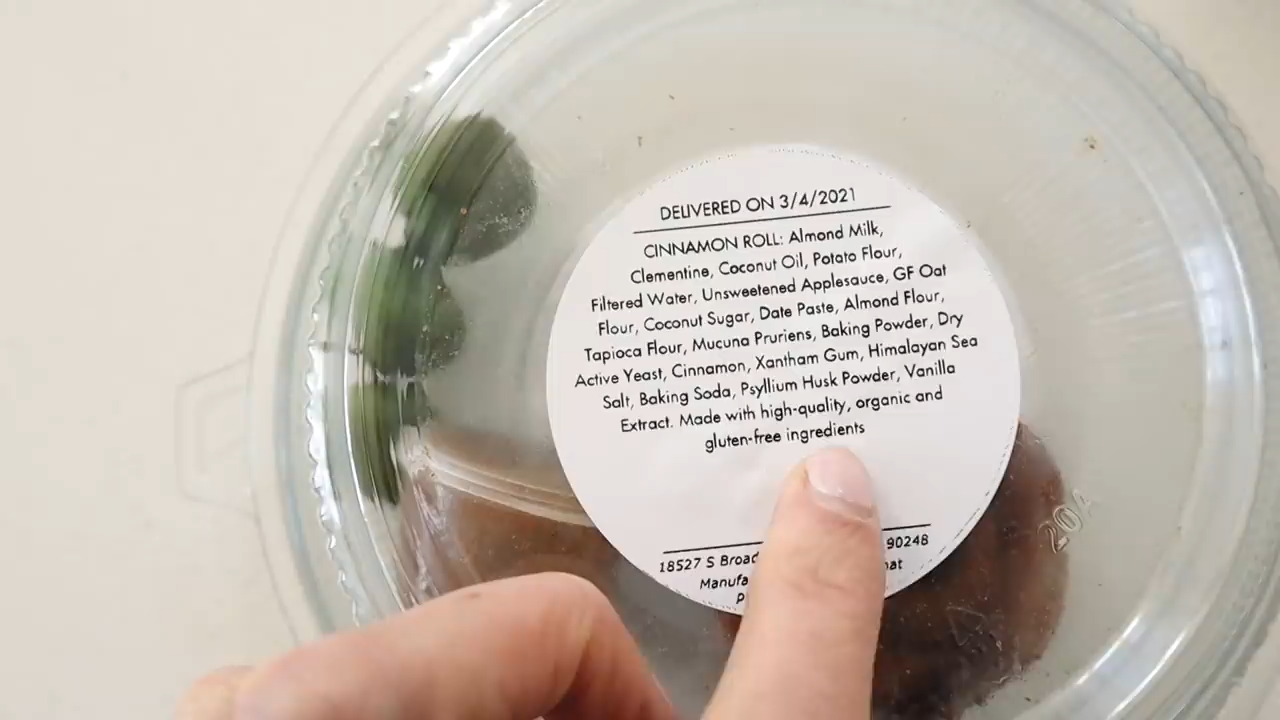 DELIVERED ON 3/4/2021
CINNAMON ROLL: Almond Milk,
Clementine, Coconut Oil, Potato Flour,
Filtered Water, Unsweetened Applesauce, GF Oat
Flour, Coconut Sugar, Date Paste, Almond Flour,
Tapioca Flour, Mucuna Pruriens, Baking Powder, Dry
Active Yeast, Cinnamon, Xantham Gum, Himalayan Sea
Salt, Baking Soda, Psyllium Husk Powder, Vanilla
Extract. Made with high-quality, organic and
gluten-free ingredients
18527 S 90248
20A